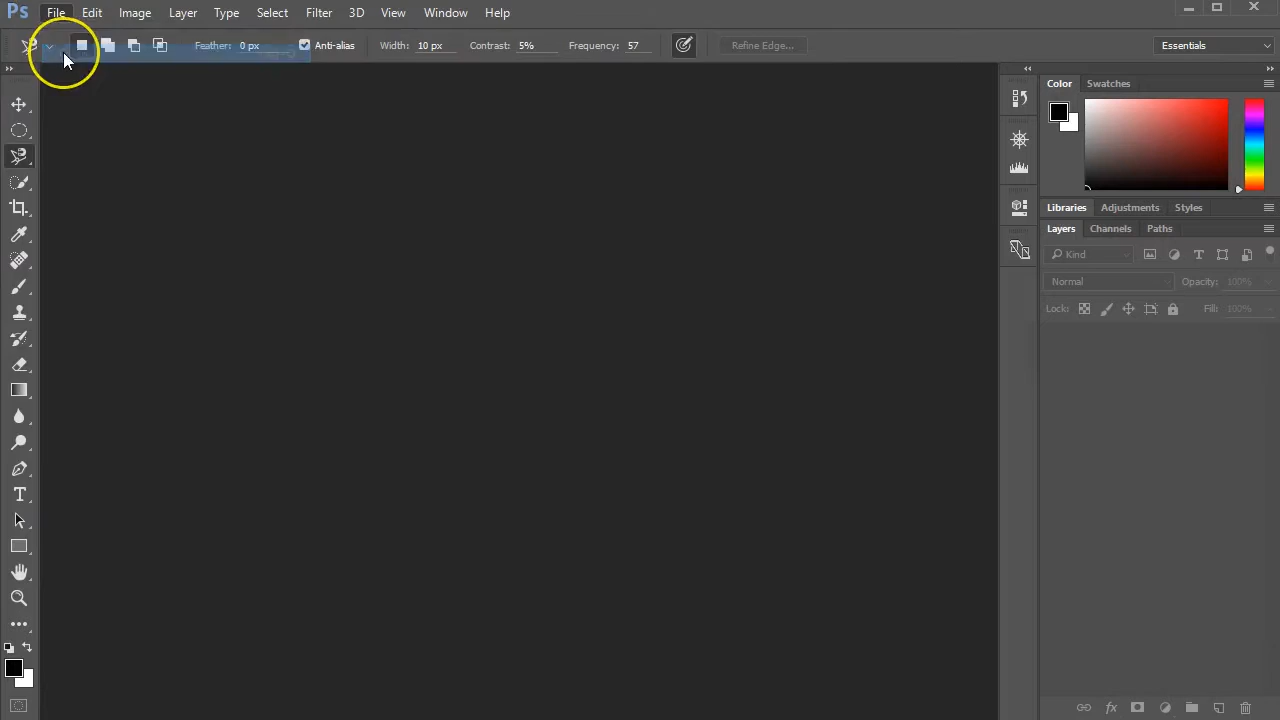 Ps File Edit Image Layer Type Select Filter 3D View Window Help
Feather: 0 px Anti-alias Width: 10 px Contrast: 5% Frequency: 57 Refine Edge... Essentials
Color Swatches
Libraries Adjustments Styles
Layers Channels Paths
Kind
Normal Opacity: 100%
Lock: Fill: 100%